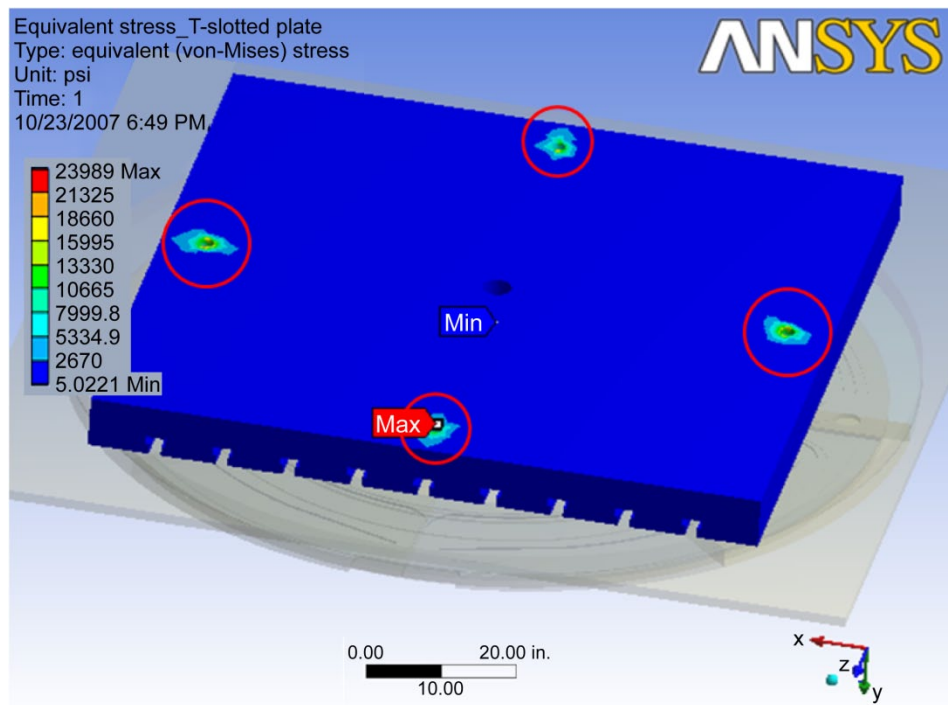 Equivalent stress_T-slotted plate
Type: equivalent (von-Mises) stress
Unit: psi
Time: 1
10/23/2007 6:49 PM
ANSYS
23989 Max
21325
18660
15995
13330
10665
7999.8
5334.9
2670
5.0221 Min
Min
Max
0.00 20.00 in.
10.00
x
z
y